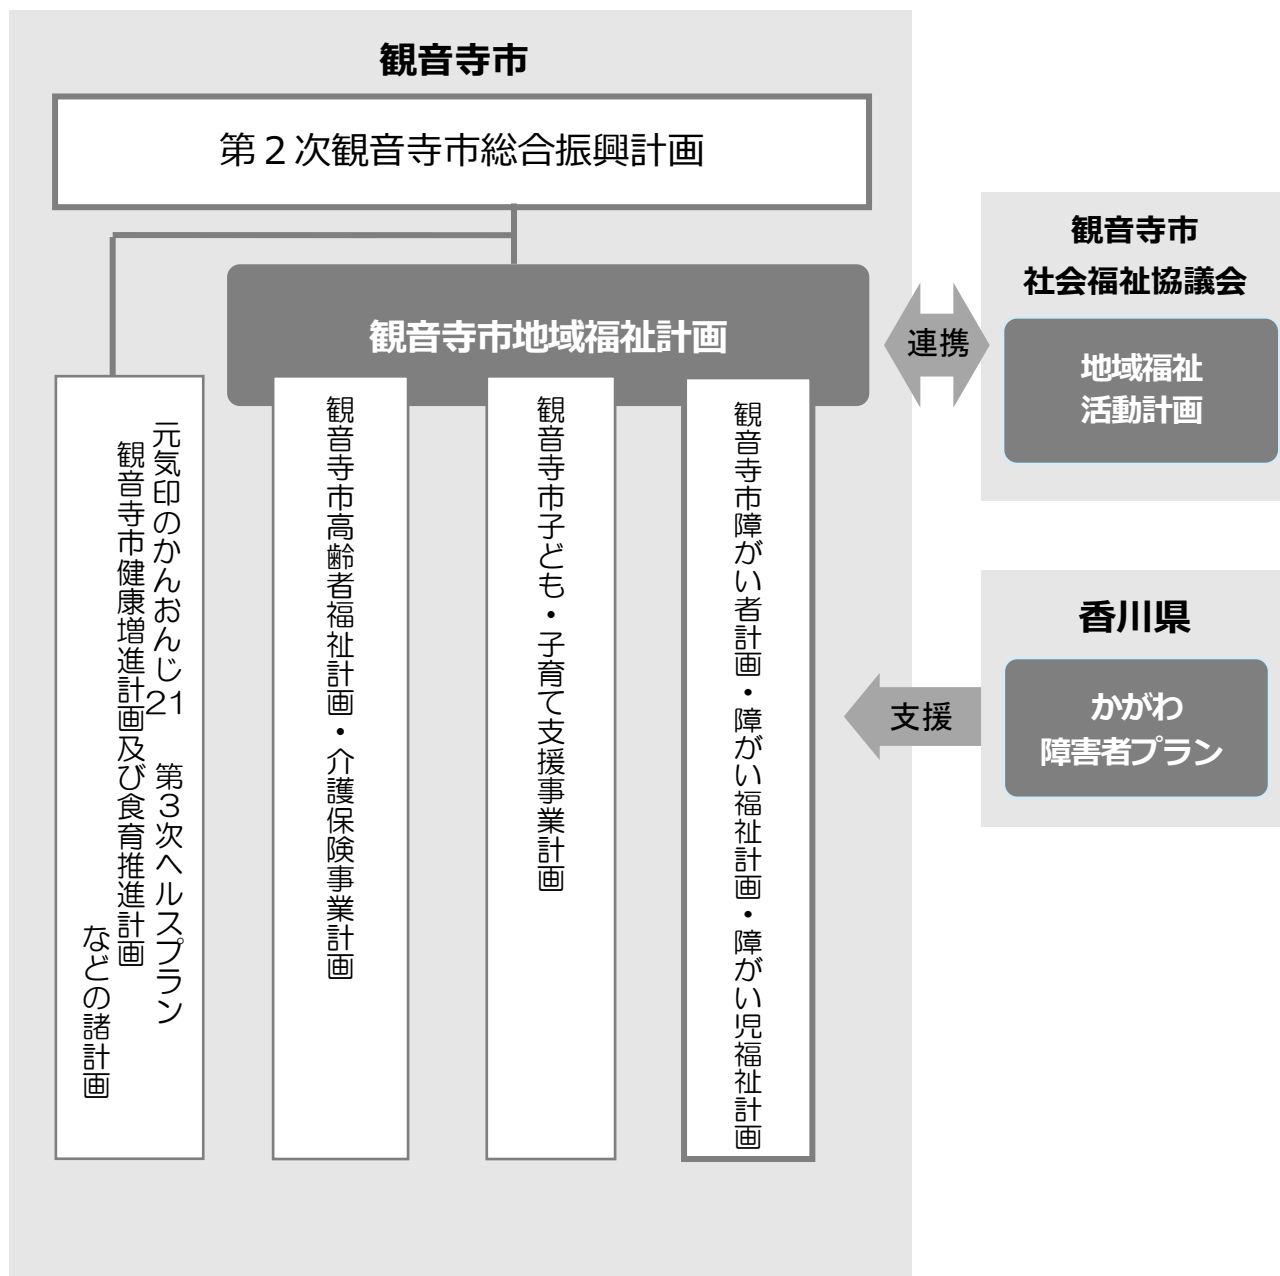 観音寺市
第２次観音寺市総合振興計画
観音寺市地域福祉計画
元気印のかんおんじ21　第３次ヘルスプラン
観音寺市健康増進計画及び食育推進計画
などの諸計画
観音寺市高齢者福祉計画・介護保険事業計画
観音寺市子ども・子育て支援事業計画
観音寺市障がい者計画・障がい福祉計画・障がい児福祉計画
連携
観音寺市
社会福祉協議会
地域福祉
活動計画
支援
香川県
かがわ
障害者プラン